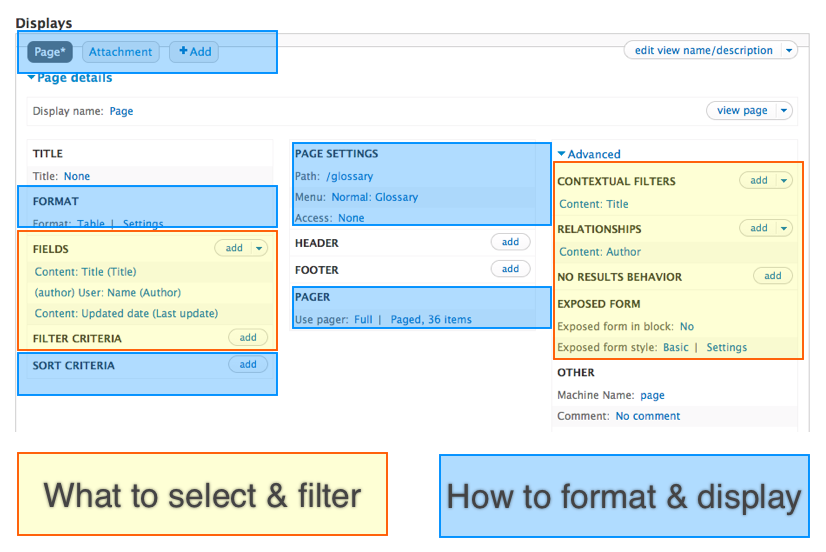 Displays
Page* Attachment +Add edit view name/description
Page details
Display name: Page view page
TITLE
Title: None
FORMAT
Format: Table | Settings
FIELDS add
Content: Title (Title)
(author) User: Name (Author)
Content: Updated date (Last update)
FILTER CRITERIA add
SORT CRITERIA add
PAGE SETTINGS
Path: /glossary
Menu: Normal: Glossary
Access: None
HEADER add
FOOTER add
PAGER
Use pager: Full | Paged, 36 items
Advanced
CONTEXTUAL FILTERS add
Content: Title
RELATIONSHIPS add
Content: Author
NO RESULTS BEHAVIOR add
EXPOSED FORM
Exposed form in block: No
Exposed form style: Basic | Settings
OTHER
Machine Name: page
Comment: No comment
What to select & filter
How to format & display